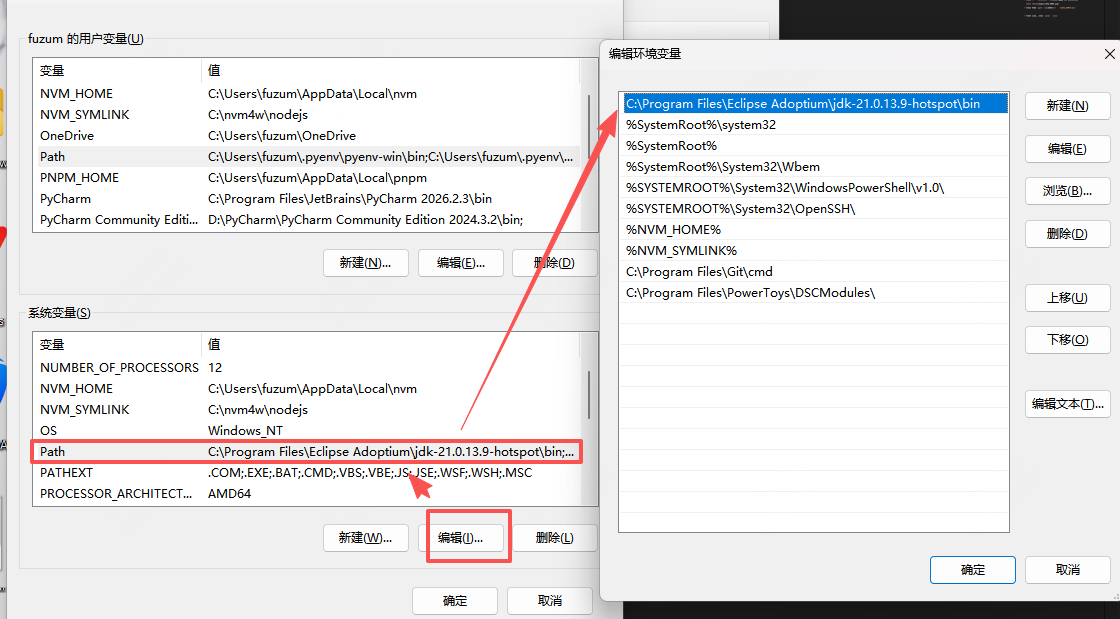 fuzum 的用户变量(U)
变量 值
NVM_HOME C:\Users\fuzum\AppData\Local\nvm
NVM_SYMLINK C:\nvm4w\nodejs
OneDrive C:\Users\fuzum\OneDrive
Path C:\Users\fuzum\.pyenv\pyenv-win\bin;C:\Users\fuzum\.pyenv\...
PNPM_HOME C:\Users\fuzum\AppData\Local\pnpm
PyCharm C:\Program Files\JetBrains\PyCharm 2026.2.3\bin
PyCharm Community Editi... D:\PyCharm\PyCharm Community Edition 2024.3.2\bin;
新建(N)... 编辑(E)... 删除(D)
系统变量(S)
变量 值
NUMBER_OF_PROCESSORS 12
NVM_HOME C:\Users\fuzum\AppData\Local\nvm
NVM_SYMLINK C:\nvm4w\nodejs
OS Windows_NT
Path C:\Program Files\Eclipse Adoptium\jdk-21.0.13.9-hotspot\bin;...
PATHEXT .COM;.EXE;.BAT;.CMD;.VBS;.VBE;.JS;.JSE;.WSF;.WSH;.MSC
PROCESSOR_ARCHITECT... AMD64
新建(W)... 编辑(I)... 删除(L)
确定 取消
编辑环境变量
C:\Program Files\Eclipse Adoptium\jdk-21.0.13.9-hotspot\bin
%SystemRoot%\system32
%SystemRoot%
%SystemRoot%\System32\Wbem
%SYSTEMROOT%\System32\WindowsPowerShell\v1.0\
%SYSTEMROOT%\System32\OpenSSH\
%NVM_HOME%
%NVM_SYMLINK%
C:\Program Files\Git\cmd
C:\Program Files\PowerToys\DSCModules\
新建(N)
编辑(E)
浏览(B)...
删除(D)
上移(U)
下移(O)
编辑文本(T)...
确定 取消